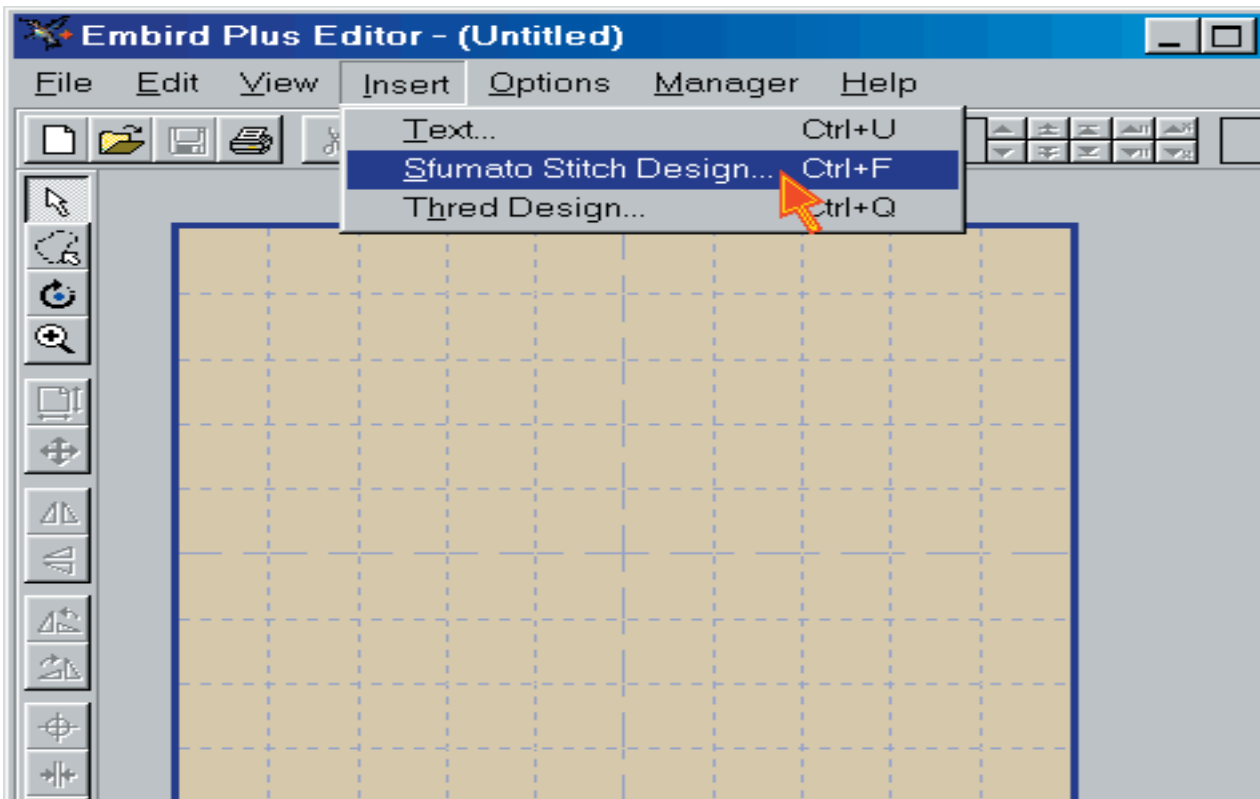 Embird Plus Editor - (Untitled)
File Edit View Insert Options Manager Help
Text... Ctrl+U
Sfumato Stitch Design... Ctrl+F
Thred Design... Ctrl+Q